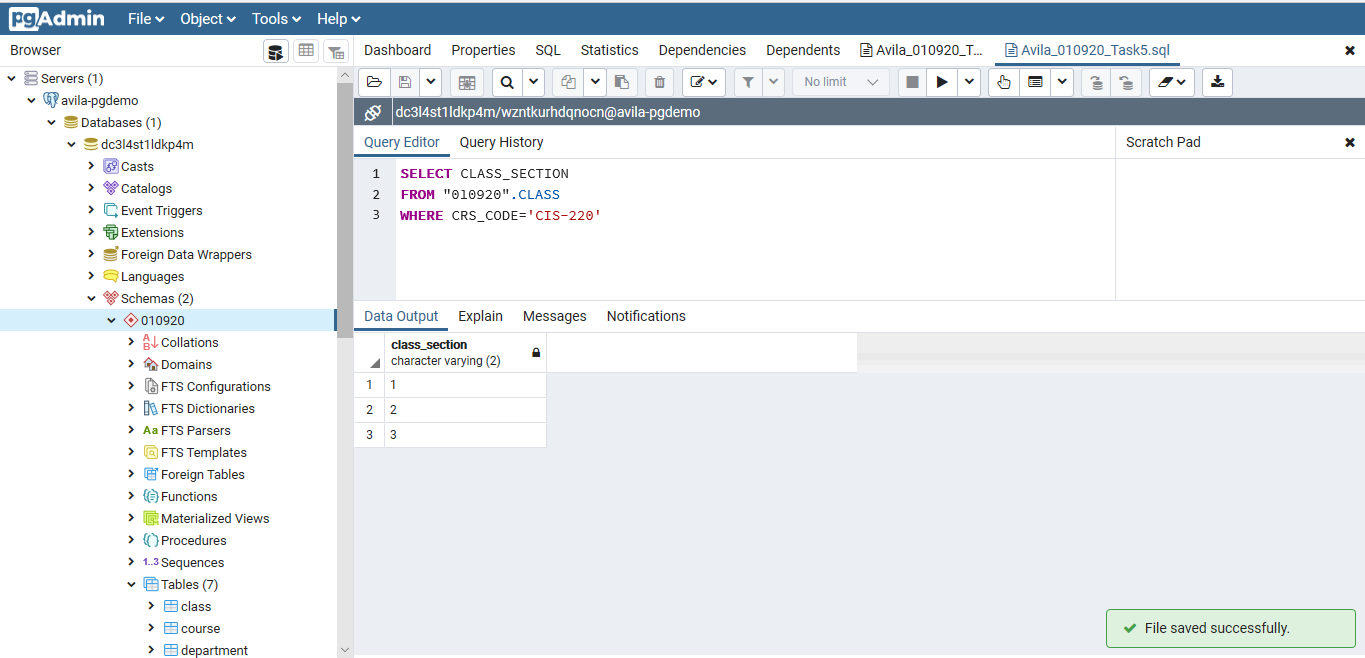 pgAdmin File Object Tools Help
Browser
Dashboard Properties SQL Statistics Dependencies Dependents Avila_010920_T... Avila_010920_Task5.sql
Servers (1)
avila-pgdemo
Databases (1)
dc3l4st1ldkp4m
Casts
Catalogs
Event Triggers
Extensions
Foreign Data Wrappers
Languages
Schemas (2)
010920
Collations
Domains
FTS Configurations
FTS Dictionaries
Aa FTS Parsers
FTS Templates
Foreign Tables
Functions
Materialized Views
Procedures
1..3 Sequences
Tables (7)
class
course
department
No limit
dc3l4st1ldkp4m/wzntkurhdqnocn@avila-pgdemo
Query Editor Query History
Scratch Pad
1 SELECT CLASS_SECTION
2 FROM "010920".CLASS
3 WHERE CRS_CODE='CIS-220'
Data Output Explain Messages Notifications
class_section
character varying (2)
1 1
2 2
3 3
File saved successfully.